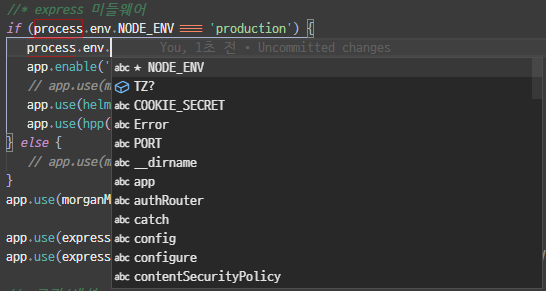 //* express 미들웨어
if (process.env.NODE_ENV === 'production') {
process.env. You, 1초 전 • Uncommitted changes
app.enable('
// app.use(m
app.use(helm
app.use(hpp(
} else {
// app.use(m
}
app.use(morganM
app.use(express
app.use(express
abc * NODE_ENV
TZ?
abc COOKIE_SECRET
abc Error
abc PORT
abc __dirname
abc app
abc authRouter
abc catch
abc config
abc configure
abc contentSecurityPolicy